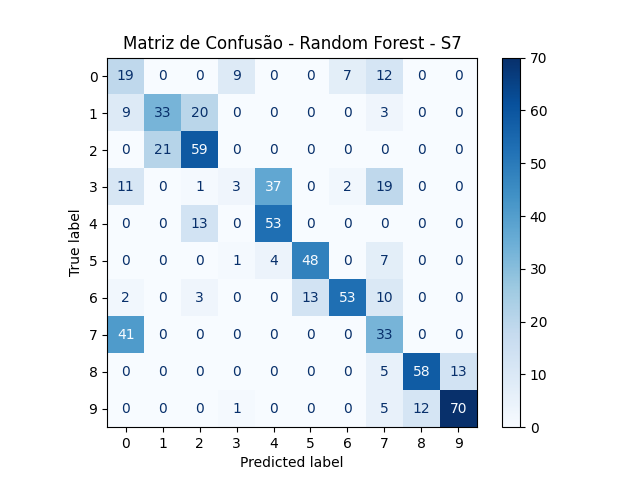 Matriz de Confusão - Random Forest - S7
0 19 0 0 9 0 0 7 12 0 0
1 9 33 20 0 0 0 0 3 0 0
2 0 21 59 0 0 0 0 0 0 0
3 11 0 1 3 37 0 2 19 0 0
4 0 0 13 0 53 0 0 0 0 0
5 0 0 0 1 4 48 0 7 0 0
6 2 0 3 0 0 13 53 10 0 0
7 41 0 0 0 0 0 0 33 0 0
8 0 0 0 0 0 0 0 5 58 13
9 0 0 0 1 0 0 0 5 12 70
0 1 2 3 4 5 6 7 8 9
Predicted label
True label
70
60
50
40
30
20
10
0